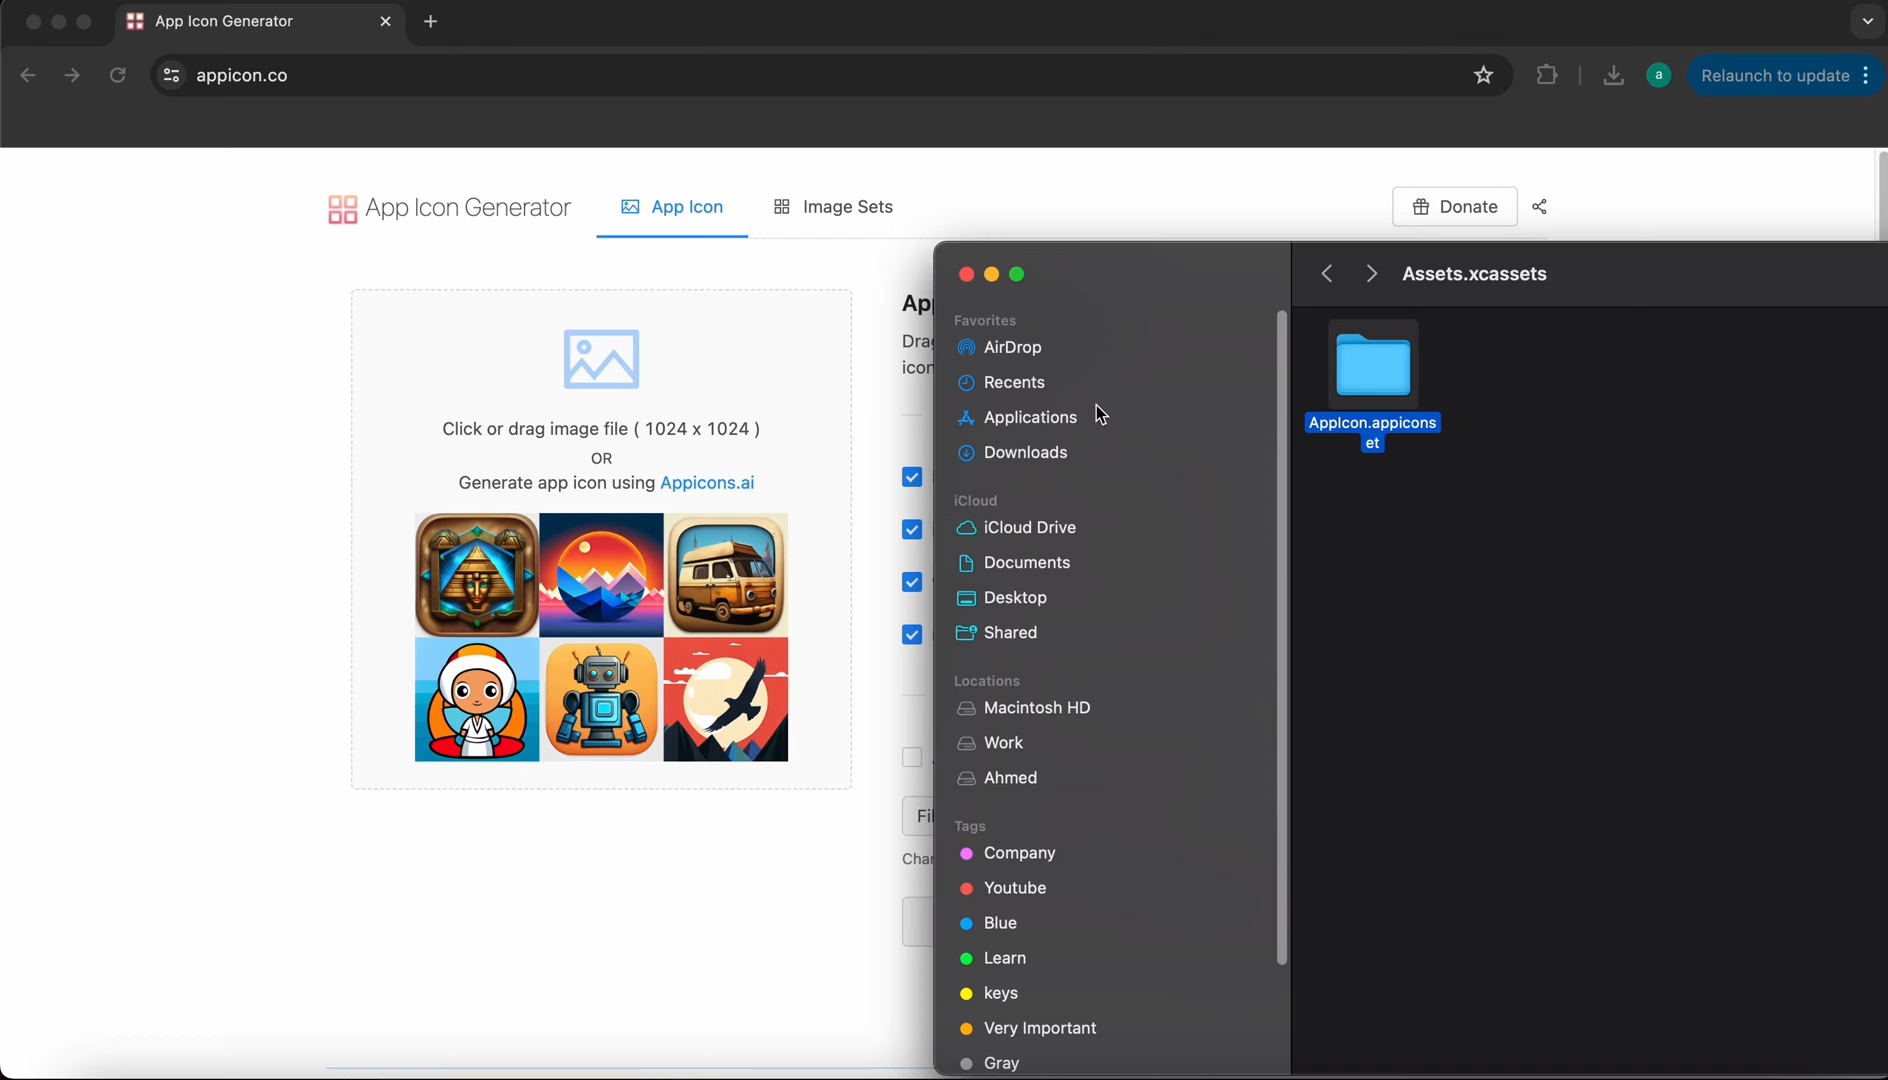 App Icon Generator
appicon.co
a
Relaunch to update
App Icon Generator
App Icon
Image Sets
Donate
Click or drag image file ( 1024 x 1024 )
OR
Generate app icon using Appicons.ai
Favorites
AirDrop
Recents
Applications
Downloads
iCloud
iCloud Drive
Documents
Desktop
Shared
Locations
Macintosh HD
Work
Ahmed
Tags
Company
Youtube
Blue
Learn
keys
Very Important
Gray
Assets.xcassets
AppIcon.appicons
et